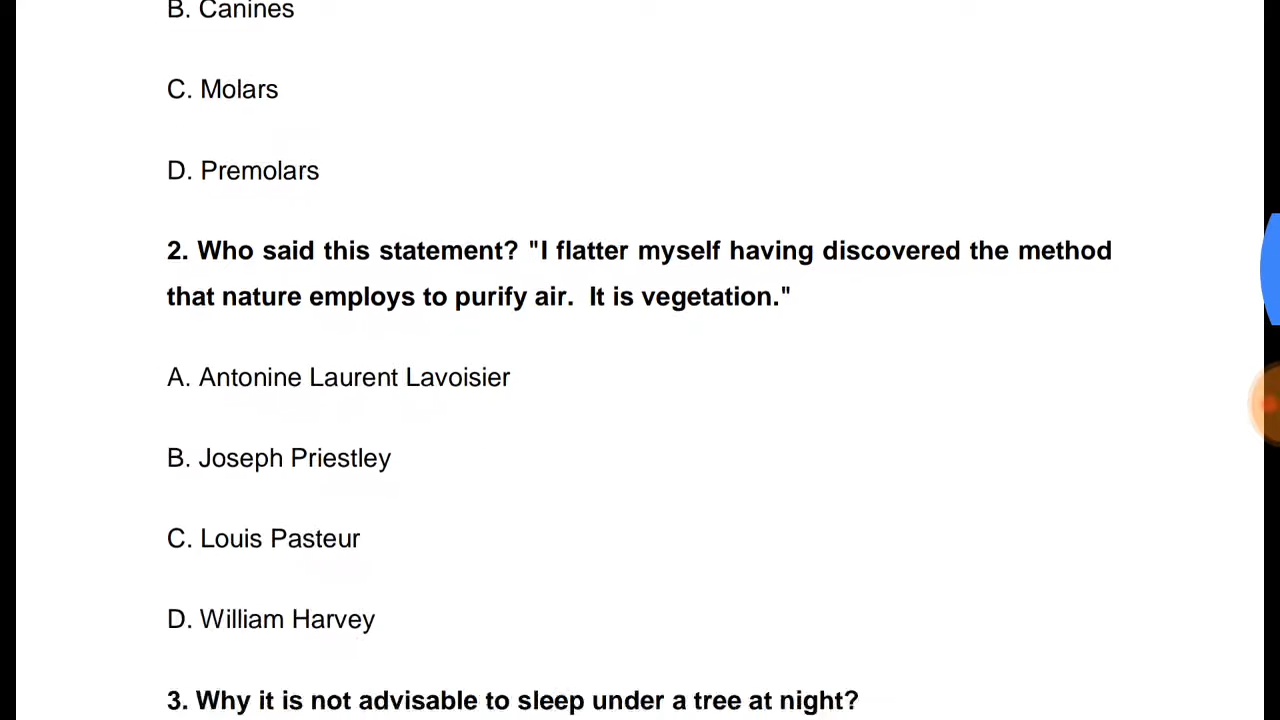 B. Canines
C. Molars
D. Premolars
2. Who said this statement? "I flatter myself having discovered the method
that nature employs to purify air.  It is vegetation."
A. Antonine Laurent Lavoisier
B. Joseph Priestley
C. Louis Pasteur
D. William Harvey
3. Why it is not advisable to sleep under a tree at night?